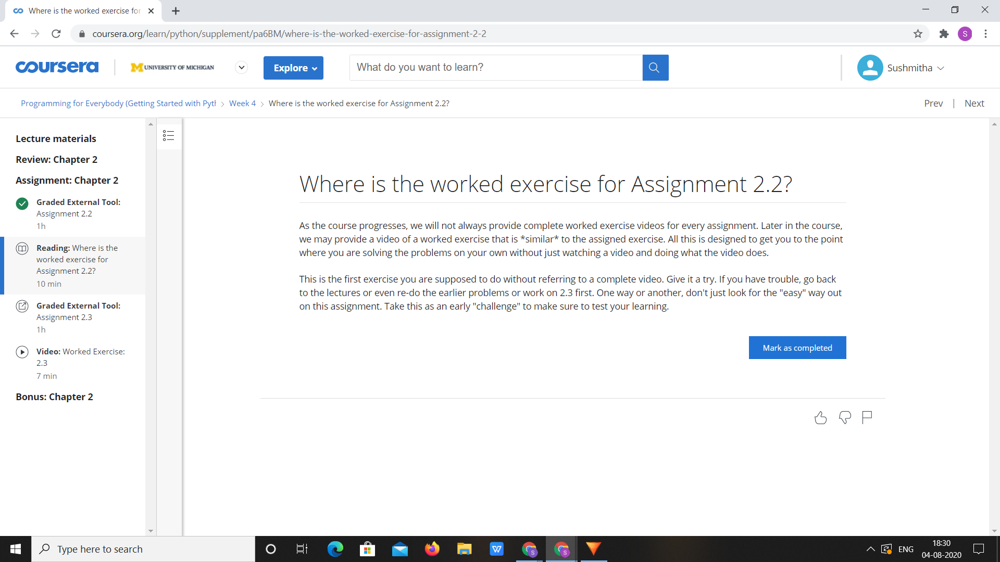 Where is the worked exercise for
coursera.org/learn/python/supplement/pa6BM/where-is-the-worked-exercise-for-assignment-2-2
S
coursera
M UNIVERSITY OF MICHIGAN
Explore
What do you want to learn?
Sushmitha
Programming for Everybody (Getting Started with Pyth
Week 4
Where is the worked exercise for Assignment 2.2?
Prev | Next
Lecture materials
Review: Chapter 2
Assignment: Chapter 2
Graded External Tool:
Assignment 2.2
1h
Reading: Where is the
worked exercise for
Assignment 2.2?
10 min
Graded External Tool:
Assignment 2.3
1h
Video: Worked Exercise:
2.3
7 min
Bonus: Chapter 2
Where is the worked exercise for Assignment 2.2?
As the course progresses, we will not always provide complete worked exercise videos for every assignment. Later in the course,
we may provide a video of a worked exercise that is *similar* to the assigned exercise. All this is designed to get you to the point
where you are solving the problems on your own without just watching a video and doing what the video does.
This is the first exercise you are supposed to do without referring to a complete video. Give it a try. If you have trouble, go back
to the lectures or even re-do the earlier problems or work on 2.3 first. One way or another, don't just look for the "easy" way out
on this assignment. Take this as an early "challenge" to make sure to test your learning.
Mark as completed
Type here to search
W
S
S
ENG
18:30
04-08-2020